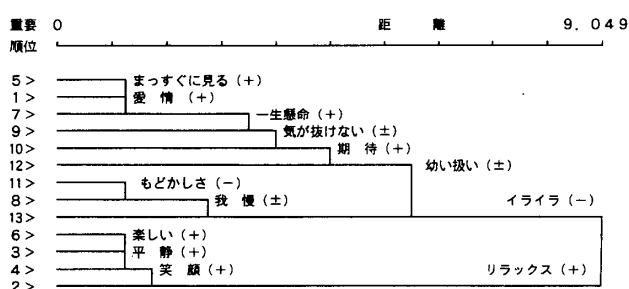 重要 0 距 離 9.049
順位
5> まっすぐに見る (+)
1> 愛 情 (+)
7> 一生懸命 (+)
9> 気が抜けない (±)
10> 期 待 (+)
12> 幼い扱い (±)
11> もどかしさ (-)
8> 我 慢 (±)
13> イライラ (-)
6> 楽しい (+)
3> 平 静 (+)
4> 笑 顔 (+)
2> リラックス (+)